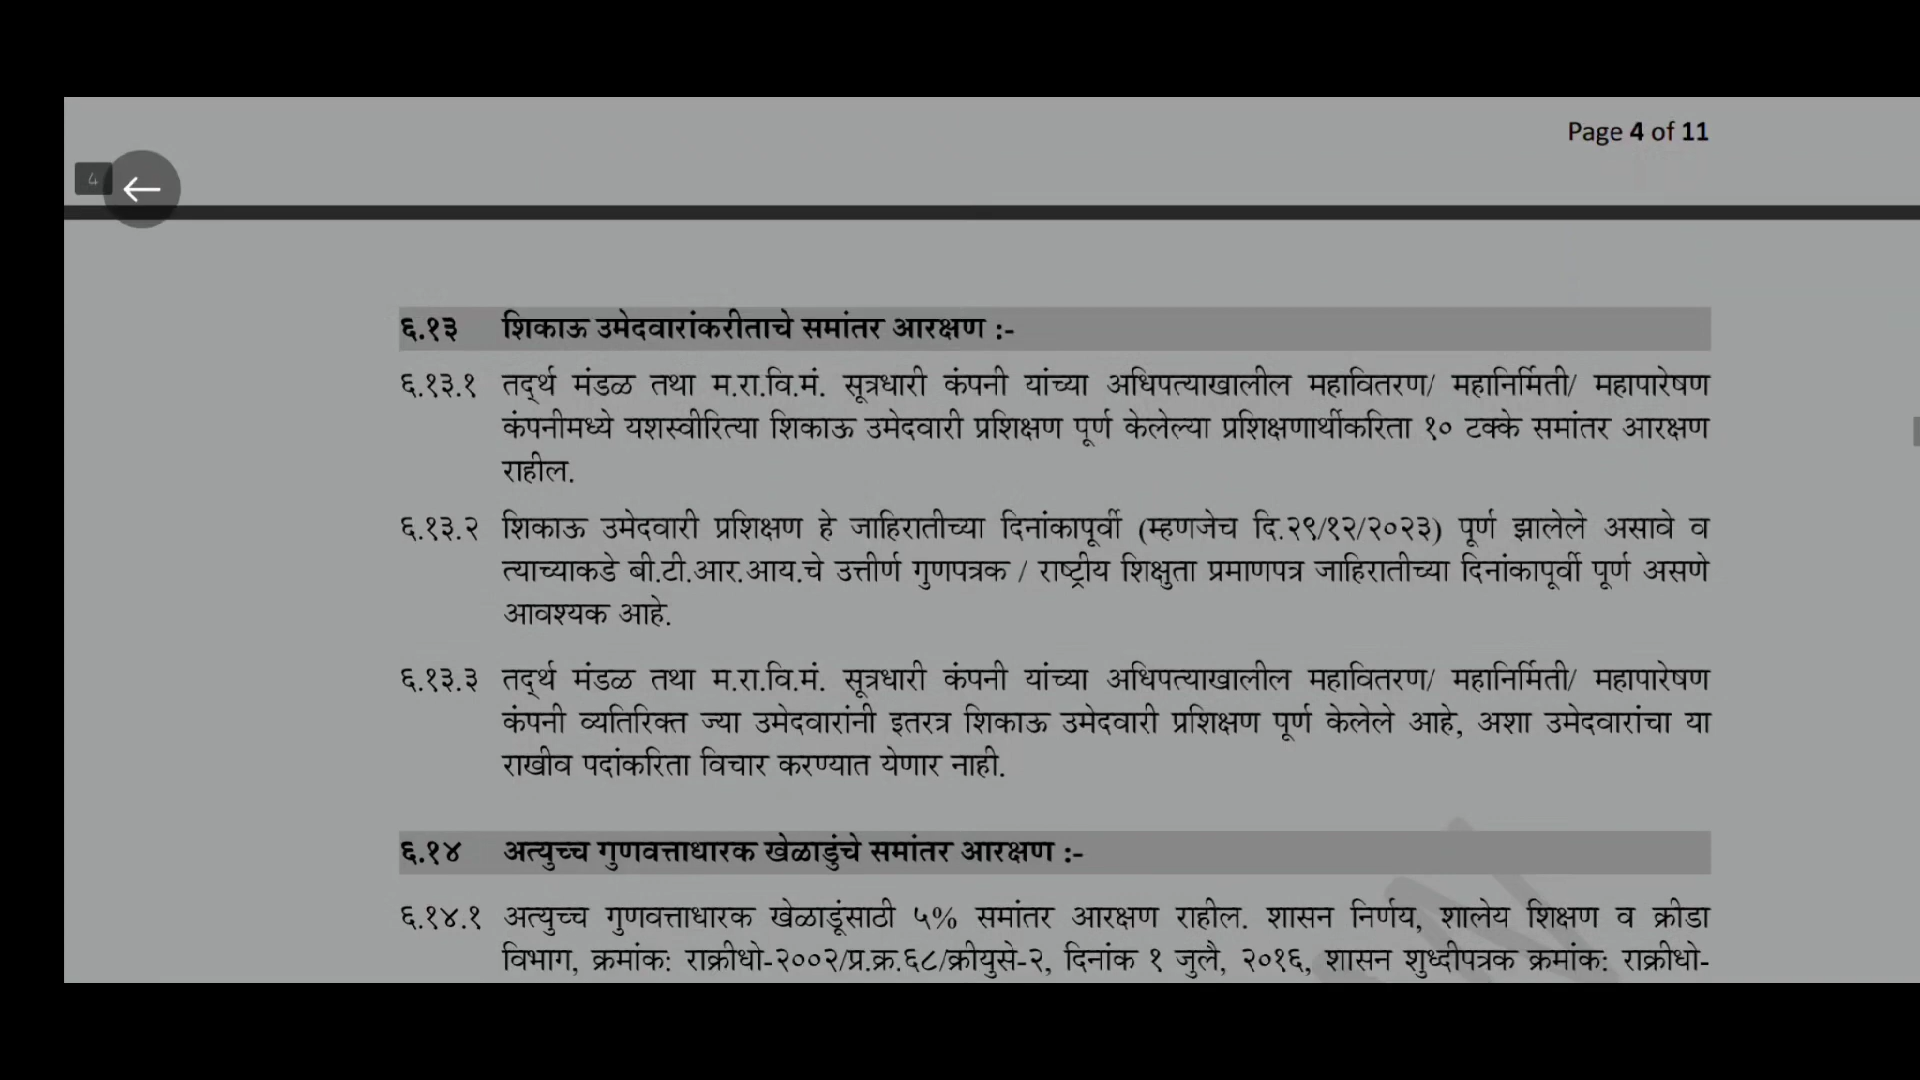 Page 4 of 11
4
६.१३ शिकाऊ उमेदवारांकरीताचे समांतर आरक्षण :-
६.१३.१ तद्र्थ मंडळ तथा म.रा.वि.मं. सूत्रधारी कंपनी यांच्या अधिपत्याखालील महावितरण/ महानिर्मिती/ महापारेषण
कंपनीमध्ये यशस्वीरित्या शिकाऊ उमेदवारी प्रशिक्षण पूर्ण केलेल्या प्रशिक्षणार्थीकरिता १० टक्के समांतर आरक्षण
राहील.
६.१३.२ शिकाऊ उमेदवारी प्रशिक्षण हे जाहिरातीच्या दिनांकापूर्वी (म्हणजेच दि.२९/१२/२०२३) पूर्ण झालेले असावे व
त्याच्याकडे बी.टी.आर.आय.चे उत्तीर्ण गुणपत्रक / राष्ट्रीय शिक्षुता प्रमाणपत्र जाहिरातीच्या दिनांकापूर्वी पूर्ण असणे
आवश्यक आहे.
६.१३.३ तद्र्थ मंडळ तथा म.रा.वि.मं. सूत्रधारी कंपनी यांच्या अधिपत्याखालील महावितरण/ महानिर्मिती/ महापारेषण
कंपनी व्यतिरिक्त ज्या उमेदवारांनी इतरत्र शिकाऊ उमेदवारी प्रशिक्षण पूर्ण केलेले आहे, अशा उमेदवारांचा या
राखीव पदांकरिता विचार करण्यात येणार नाही.
६.१४ अत्युच्च गुणवत्ताधारक खेळाडुंचे समांतर आरक्षण :-
६.१४.१ अत्युच्च गुणवत्ताधारक खेळाडूंसाठी ५% समांतर आरक्षण राहील. शासन निर्णय, शालेय शिक्षण व क्रीडा
विभाग, क्रमांक: राक्रीधो-२००२/प्र.क्र.६८/क्रीयुसे-२, दिनांक १ जुलै, २०१६, शासन शुध्दीपत्रक क्रमांक: राक्रीधो-